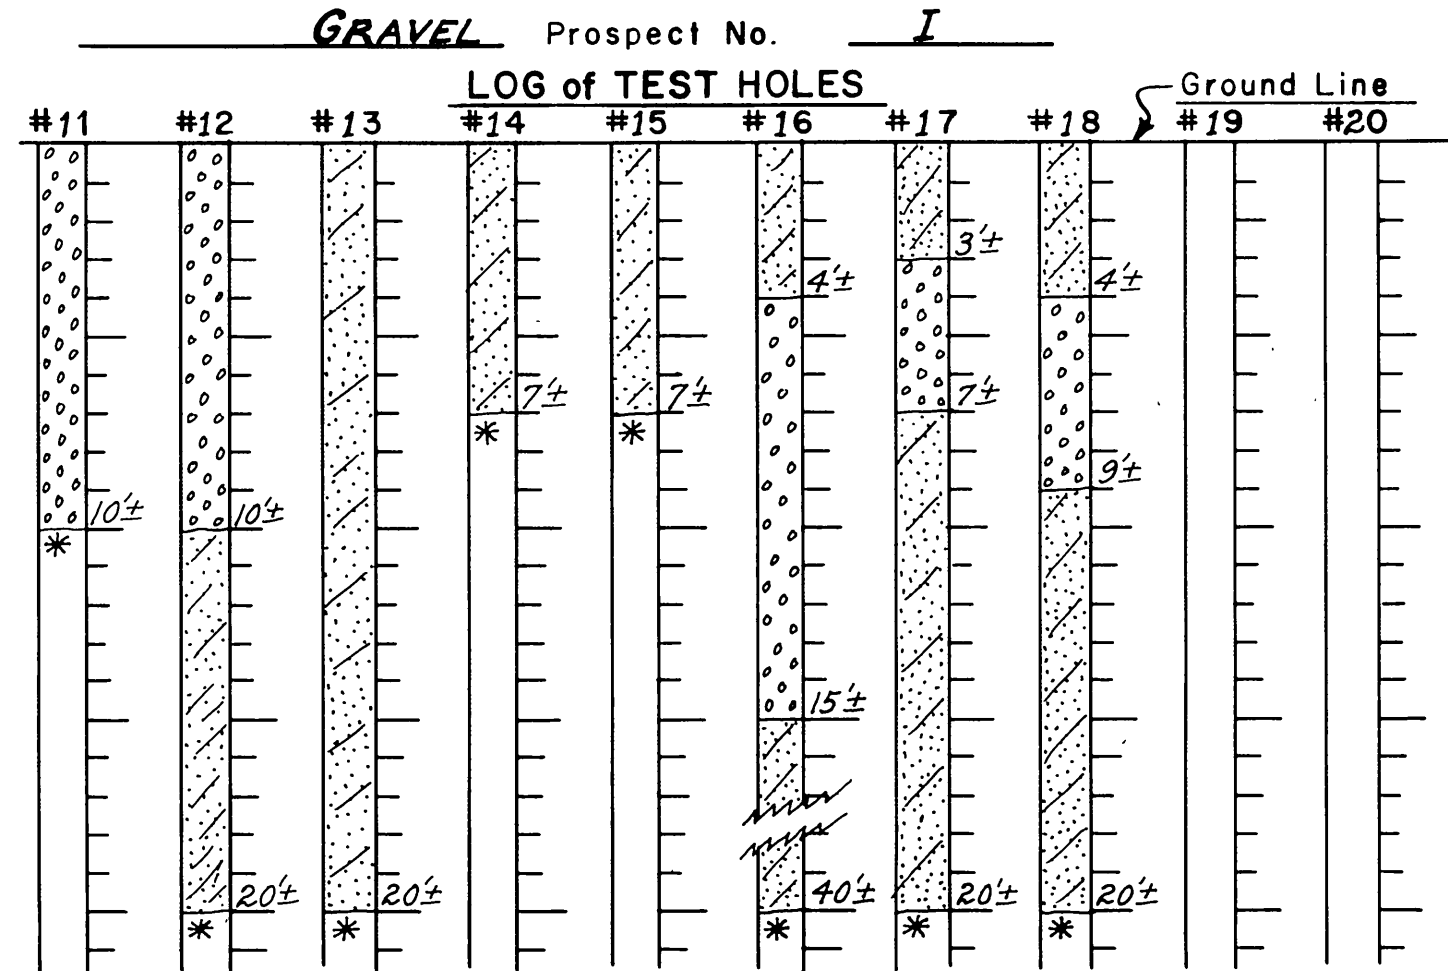 GRAVEL Prospect No. I
LOG of TEST HOLES
Ground Line
#11 #12 #13 #14 #15 #16 #17 #18 #19 #20
3'±
4'± 4'±
7'± 7'± 7'±
9'±
10'± 10'±
* * *
15'±
20'± 20'± 40'± 20'± 20'±
* * * * *